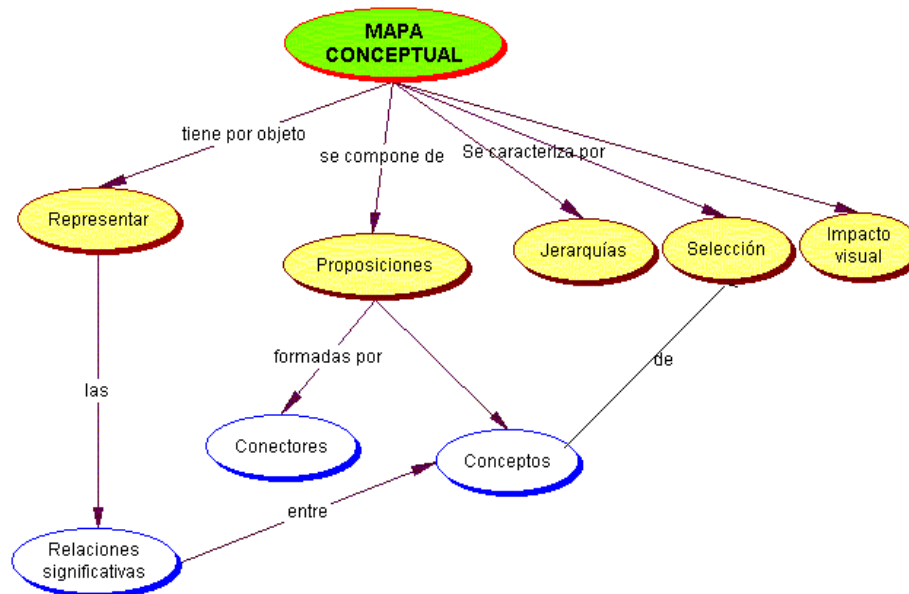 MAPA
CONCEPTUAL
tiene por objeto
se compone de
Se caracteriza por
Representar
Proposiciones
Jerarquías
Selección
Impacto
visual
formadas por
de
las
Conectores
Conceptos
entre
Relaciones
significativas